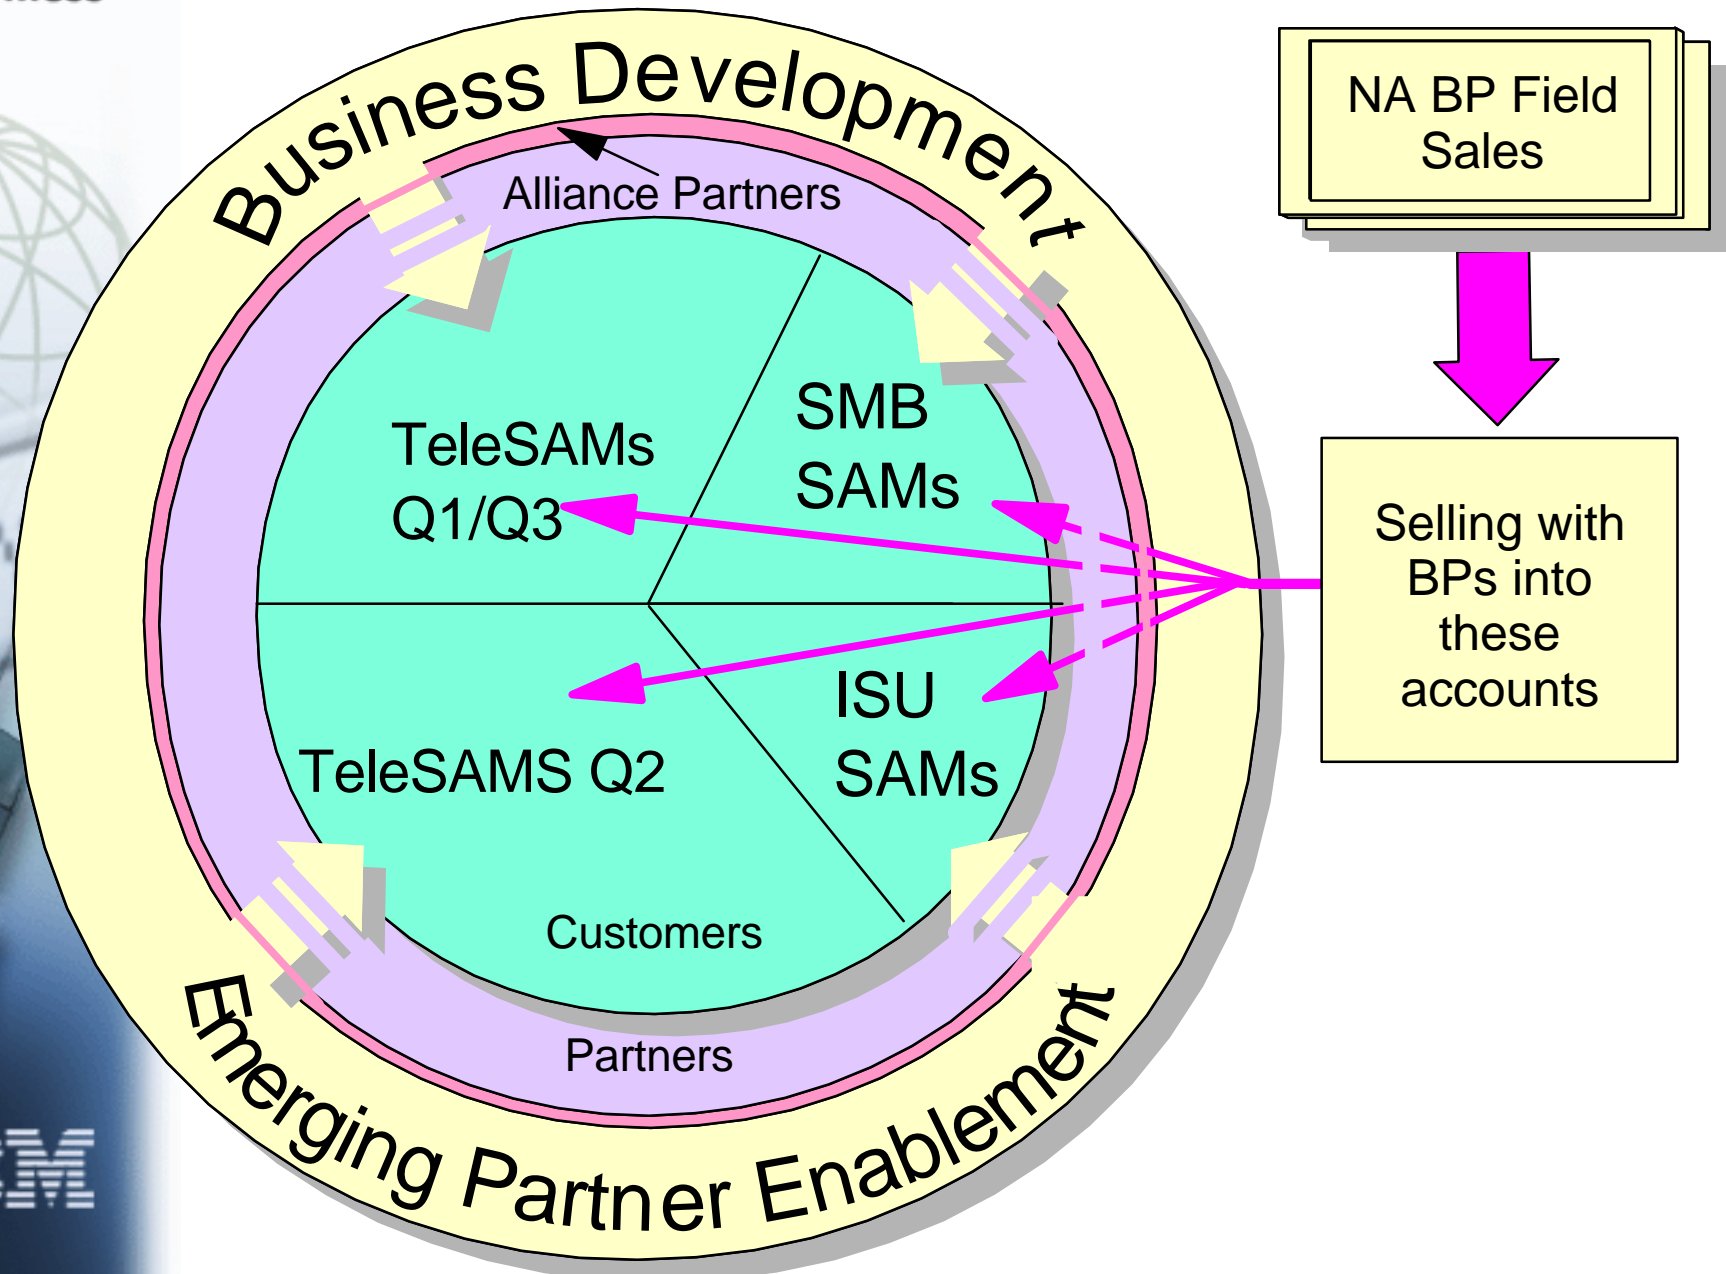 Business Development
NA BP Field
Sales
Alliance Partners
SMB
SAMs
TeleSAMs
Q1/Q3
Selling with
BPs into
these
accounts
ISU
SAMs
TeleSAMS Q2
Customers
Partners
Emerging Partner Enablement